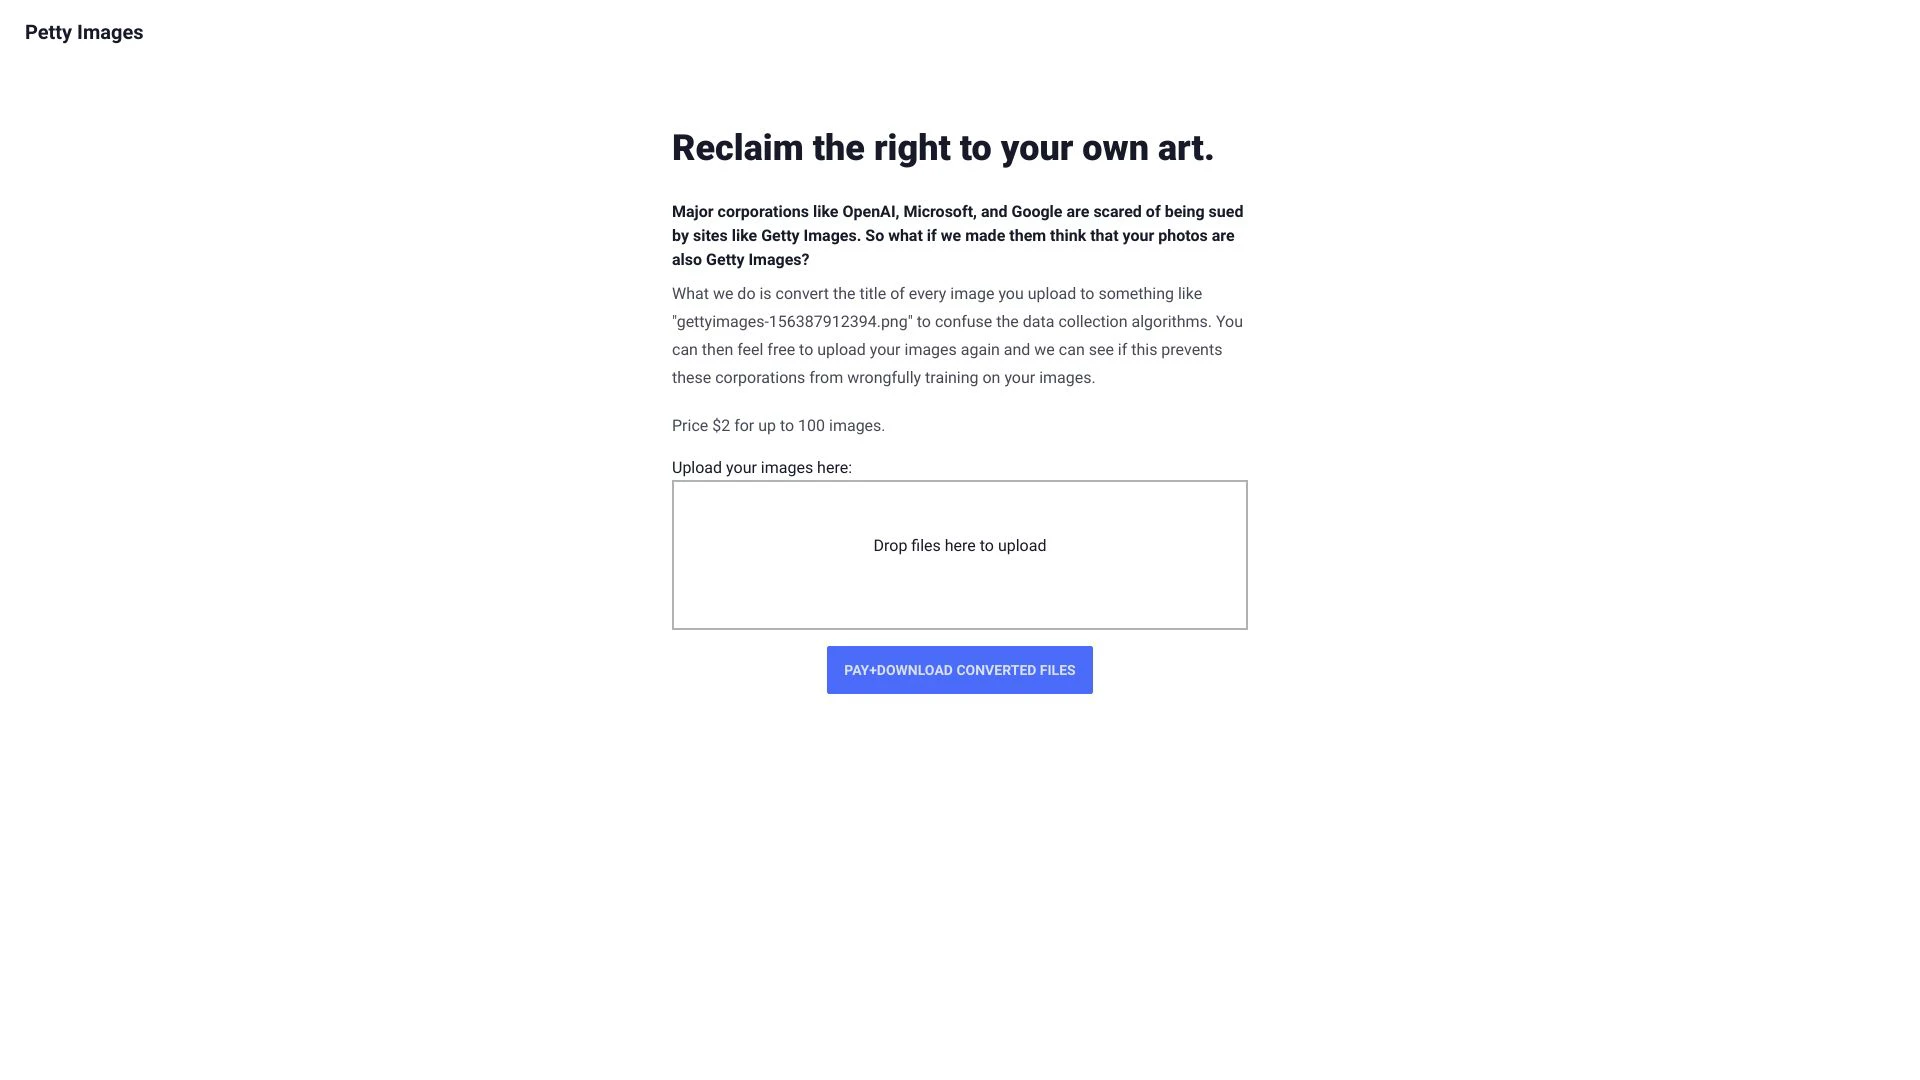 Petty Images
Reclaim the right to your own art.
Major corporations like OpenAI, Microsoft, and Google are scared of being sued
by sites like Getty Images. So what if we made them think that your photos are
also Getty Images?
What we do is convert the title of every image you upload to something like
"gettyimages-156387912394.png" to confuse the data collection algorithms. You
can then feel free to upload your images again and we can see if this prevents
these corporations from wrongfully training on your images.
Price $2 for up to 100 images.
Upload your images here:
Drop files here to upload
PAY+DOWNLOAD CONVERTED FILES